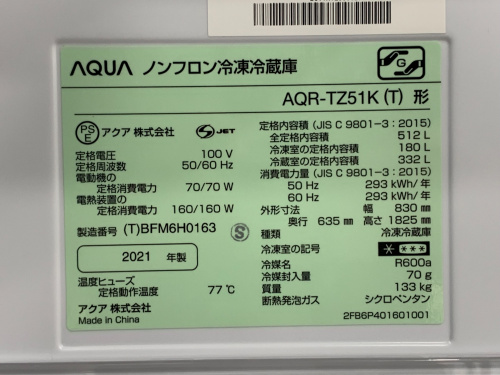 AQUA ノンフロン冷凍冷蔵庫
G
AQR-TZ51K (T) 形
PS E アクア 株式会社 S JET
定格電圧 100 V
定格周波数 50/60 Hz
電動機の
定格消費電力 70/70 W
電熱装置の
定格消費電力 160/160 W
製造番号 (T)BFM6H0163 S
2021 年製
温度ヒューズ
定格動作温度 77℃
アクア 株式会社
Made in China
定格内容積 (JIS C 9801-3:2015)
全定格内容積 512 L
冷凍室の定格内容積 180 L
冷蔵室の定格内容積 332 L
消費電力量 (JIS C 9801-3:2015)
50 Hz 293 kWh/年
60 Hz 293 kWh/年
外形寸法 幅 830 mm
奥行 635 mm 高さ 1825 mm
種類 冷凍冷蔵庫
冷凍室の記号 * ***
冷媒名 R600a
冷媒封入量 70 g
質量 133 kg
断熱発泡ガス シクロペンタン
2FB6P401601001